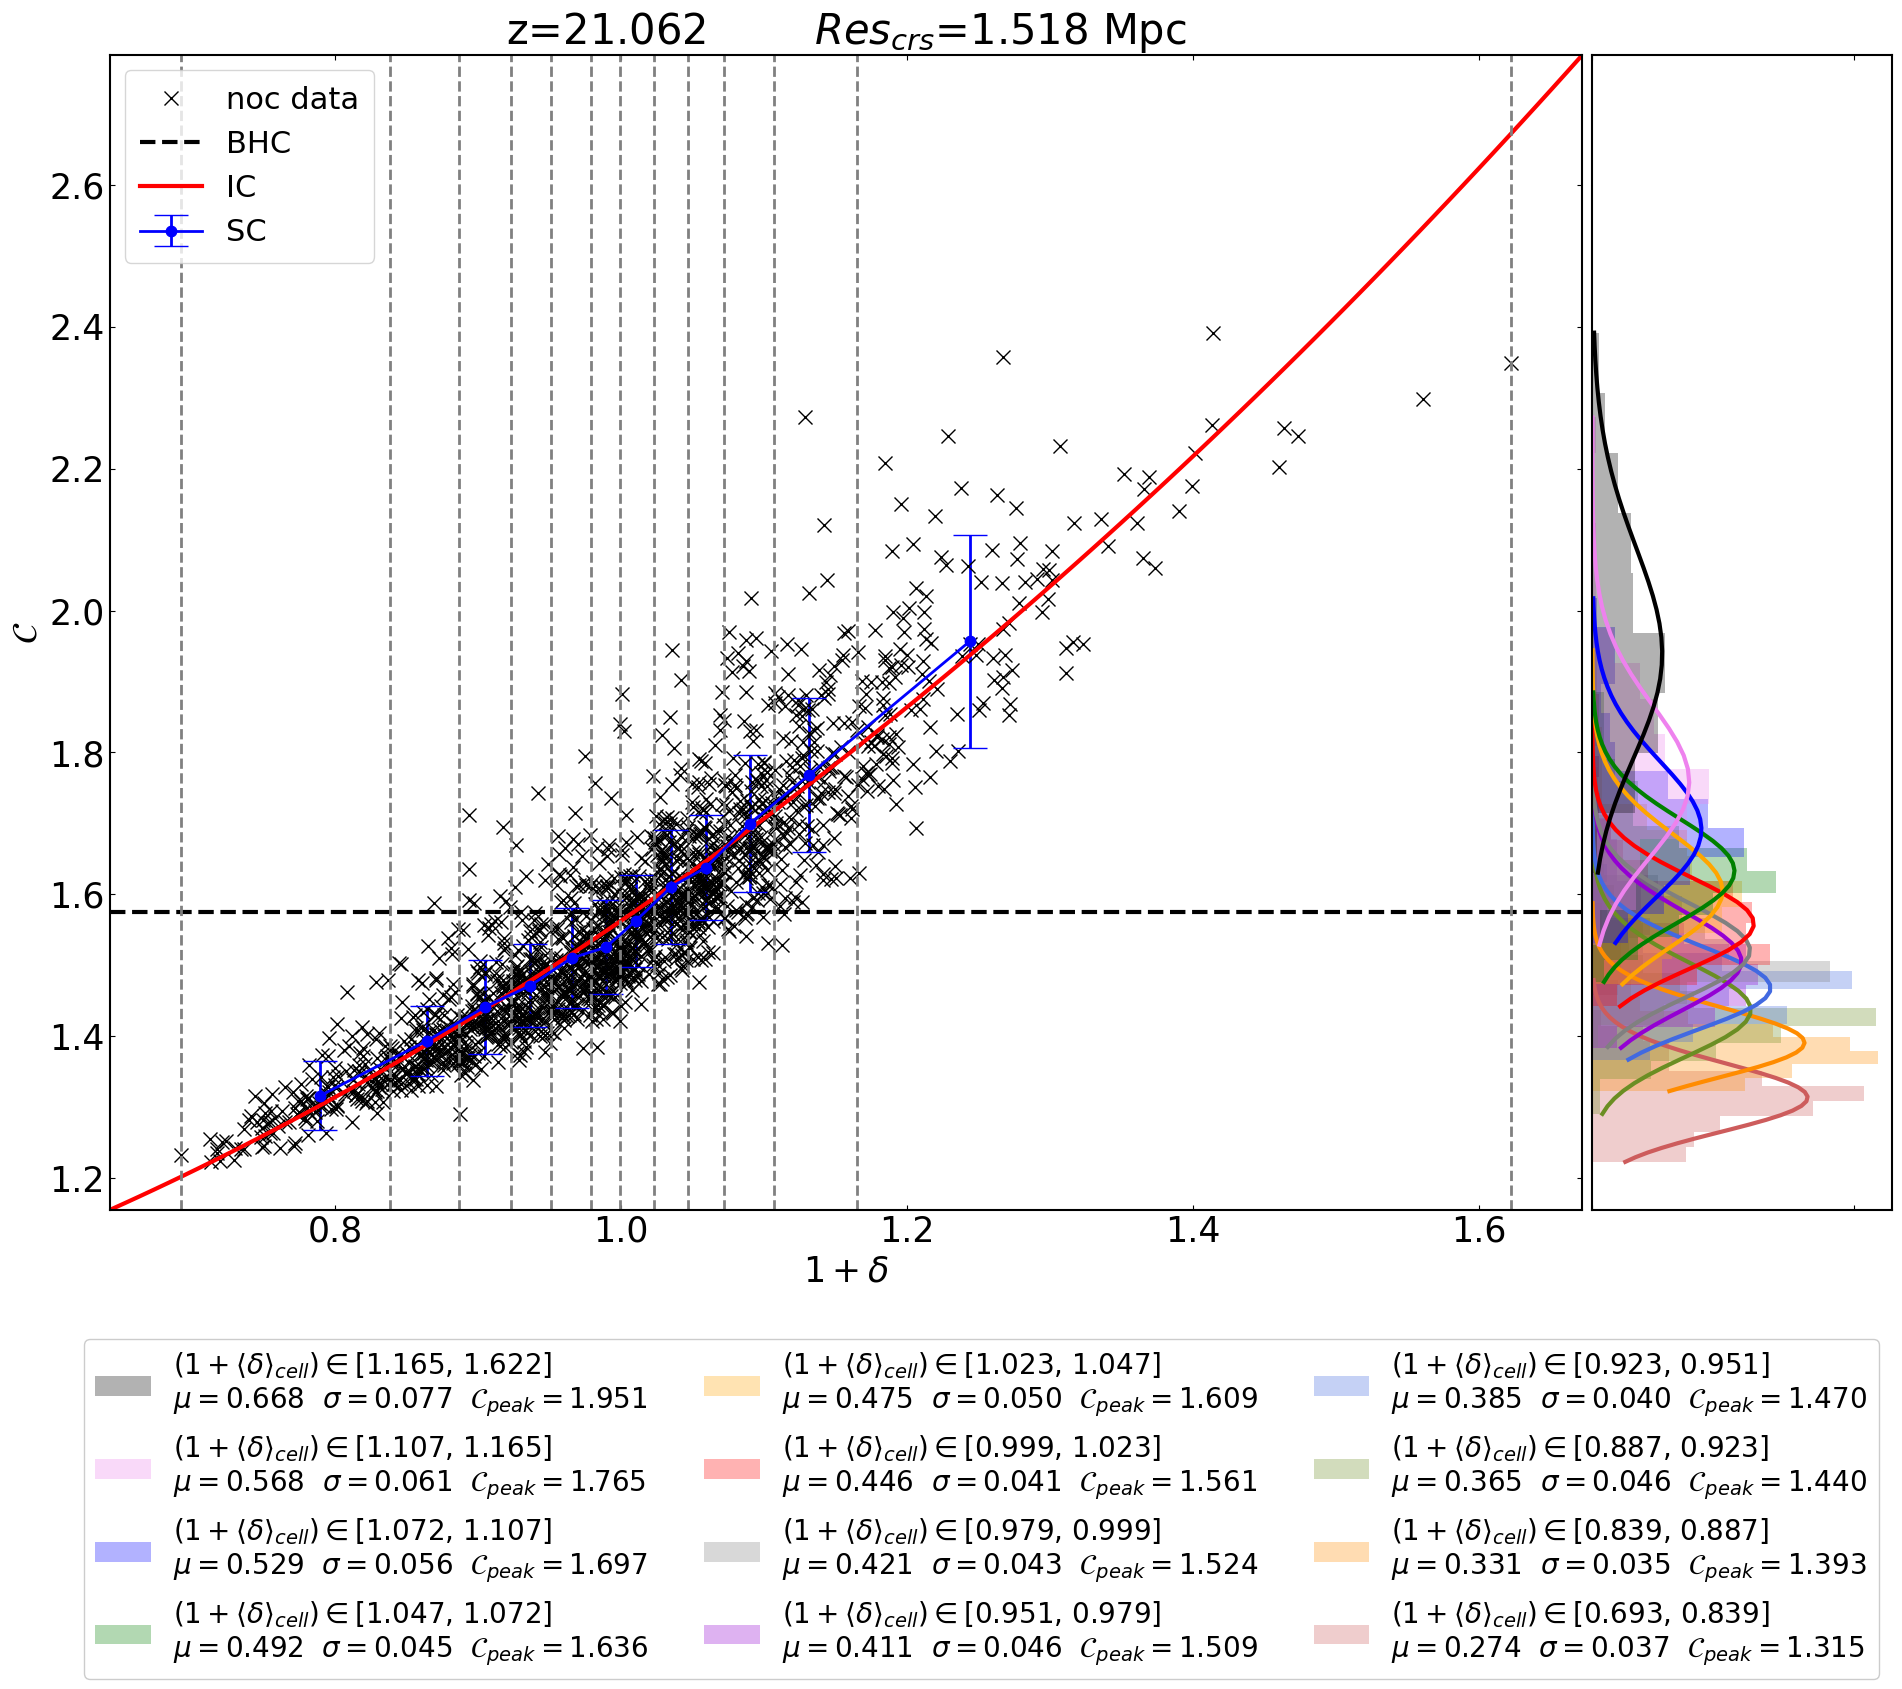 z=21.062 Res_crs=1.518 Mpc
noc data
BHC
IC
SC
2.6
2.4
2.2
2.0
1.8
1.6
1.4
1.2
𝒞
0.8 1.0 1.2 1.4 1.6
1 + δ
(1 + ⟨δ⟩_cell) ∈ [1.165, 1.622]
μ = 0.668 σ = 0.077 𝒞_peak = 1.951
(1 + ⟨δ⟩_cell) ∈ [1.107, 1.165]
μ = 0.568 σ = 0.061 𝒞_peak = 1.765
(1 + ⟨δ⟩_cell) ∈ [1.072, 1.107]
μ = 0.529 σ = 0.056 𝒞_peak = 1.697
(1 + ⟨δ⟩_cell) ∈ [1.047, 1.072]
μ = 0.492 σ = 0.045 𝒞_peak = 1.636
(1 + ⟨δ⟩_cell) ∈ [1.023, 1.047]
μ = 0.475 σ = 0.050 𝒞_peak = 1.609
(1 + ⟨δ⟩_cell) ∈ [0.999, 1.023]
μ = 0.446 σ = 0.041 𝒞_peak = 1.561
(1 + ⟨δ⟩_cell) ∈ [0.979, 0.999]
μ = 0.421 σ = 0.043 𝒞_peak = 1.524
(1 + ⟨δ⟩_cell) ∈ [0.951, 0.979]
μ = 0.411 σ = 0.046 𝒞_peak = 1.509
(1 + ⟨δ⟩_cell) ∈ [0.923, 0.951]
μ = 0.385 σ = 0.040 𝒞_peak = 1.470
(1 + ⟨δ⟩_cell) ∈ [0.887, 0.923]
μ = 0.365 σ = 0.046 𝒞_peak = 1.440
(1 + ⟨δ⟩_cell) ∈ [0.839, 0.887]
μ = 0.331 σ = 0.035 𝒞_peak = 1.393
(1 + ⟨δ⟩_cell) ∈ [0.693, 0.839]
μ = 0.274 σ = 0.037 𝒞_peak = 1.315